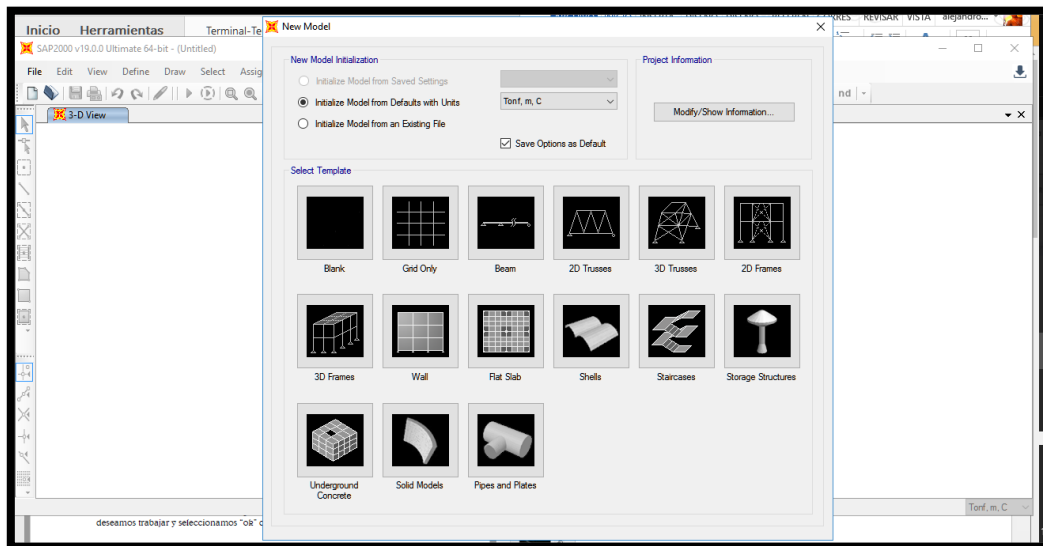 Inicio Herramientas Terminal-Te
REVISAR VISTA alejandro...
SAP2000 v19.0.0 Ultimate 64-bit - (Untitled)
File Edit View Define Draw Select Assig
nd
3-D View
New Model
New Model Initialization
Initialize Model from Saved Settings
Initialize Model from Defaults with Units
Tonf, m, C
Initialize Model from an Existing File
Save Options as Default
Project Information
Modify/Show Information...
Select Template
Blank Grid Only Beam 2D Trusses 3D Trusses 2D Frames
3D Frames Wall Flat Slab Shells Staircases Storage Structures
Underground Concrete Solid Models Pipes and Plates
Tonf, m, C
deseamos trabajar y seleccionamos "ok"